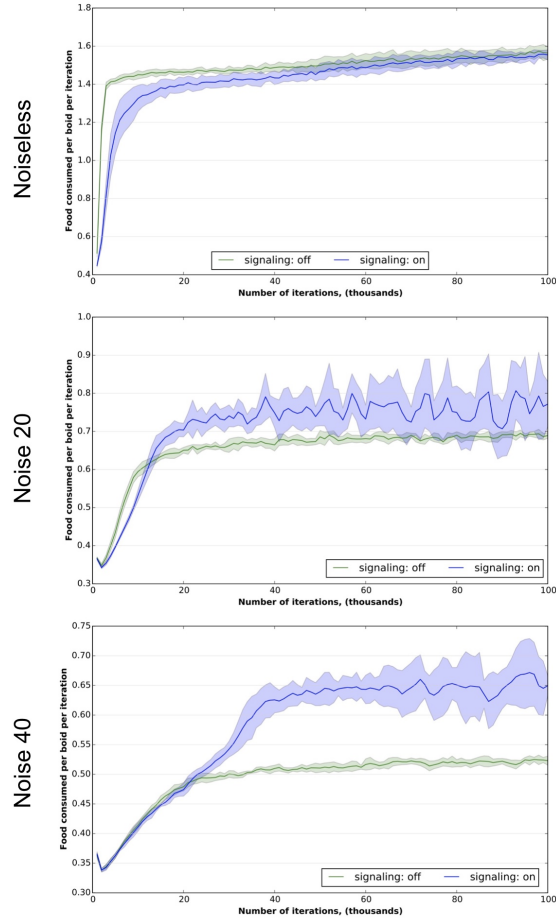 Noiseless
Food consumed per boid per iteration
1.8
1.6
1.4
1.2
1.0
0.8
0.6
0.4
0
20
40
60
80
100
signaling: off
signaling: on
Number of iterations, (thousands)
Noise 20
Food consumed per boid per iteration
1.0
0.9
0.8
0.7
0.6
0.5
0.4
0.3
0
20
40
60
80
100
signaling: off
signaling: on
Number of iterations, (thousands)
Noise 40
Food consumed per boid per iteration
0.75
0.70
0.65
0.60
0.55
0.50
0.45
0.40
0.35
0.30
0
20
40
60
80
100
signaling: off
signaling: on
Number of iterations, (thousands)